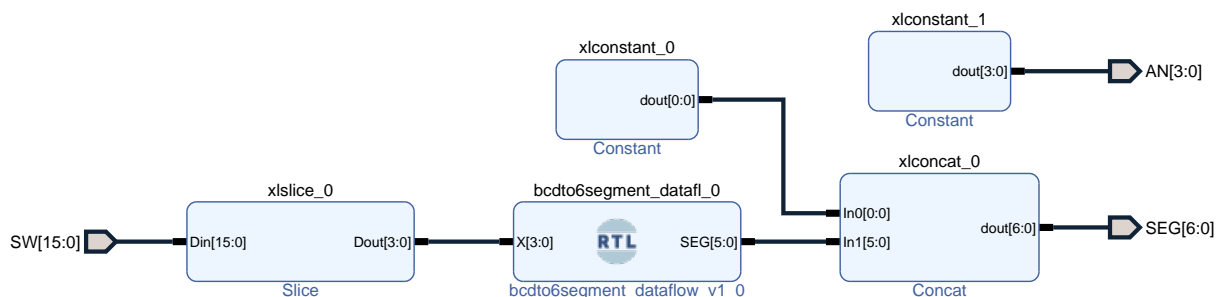 xlconstant_1
dout[3:0]
AN[3:0]
Constant
xlconstant_0
dout[0:0]
Constant
xlslice_0
SW[15:0]
Din[15:0]
Dout[3:0]
Slice
bcdto6segment_datafl_0
X[3:0]
RTL
SEG[5:0]
bcdto6segment_dataflow_v1_0
xlconcat_0
In0[0:0]
In1[5:0]
dout[6:0]
SEG[6:0]
Concat